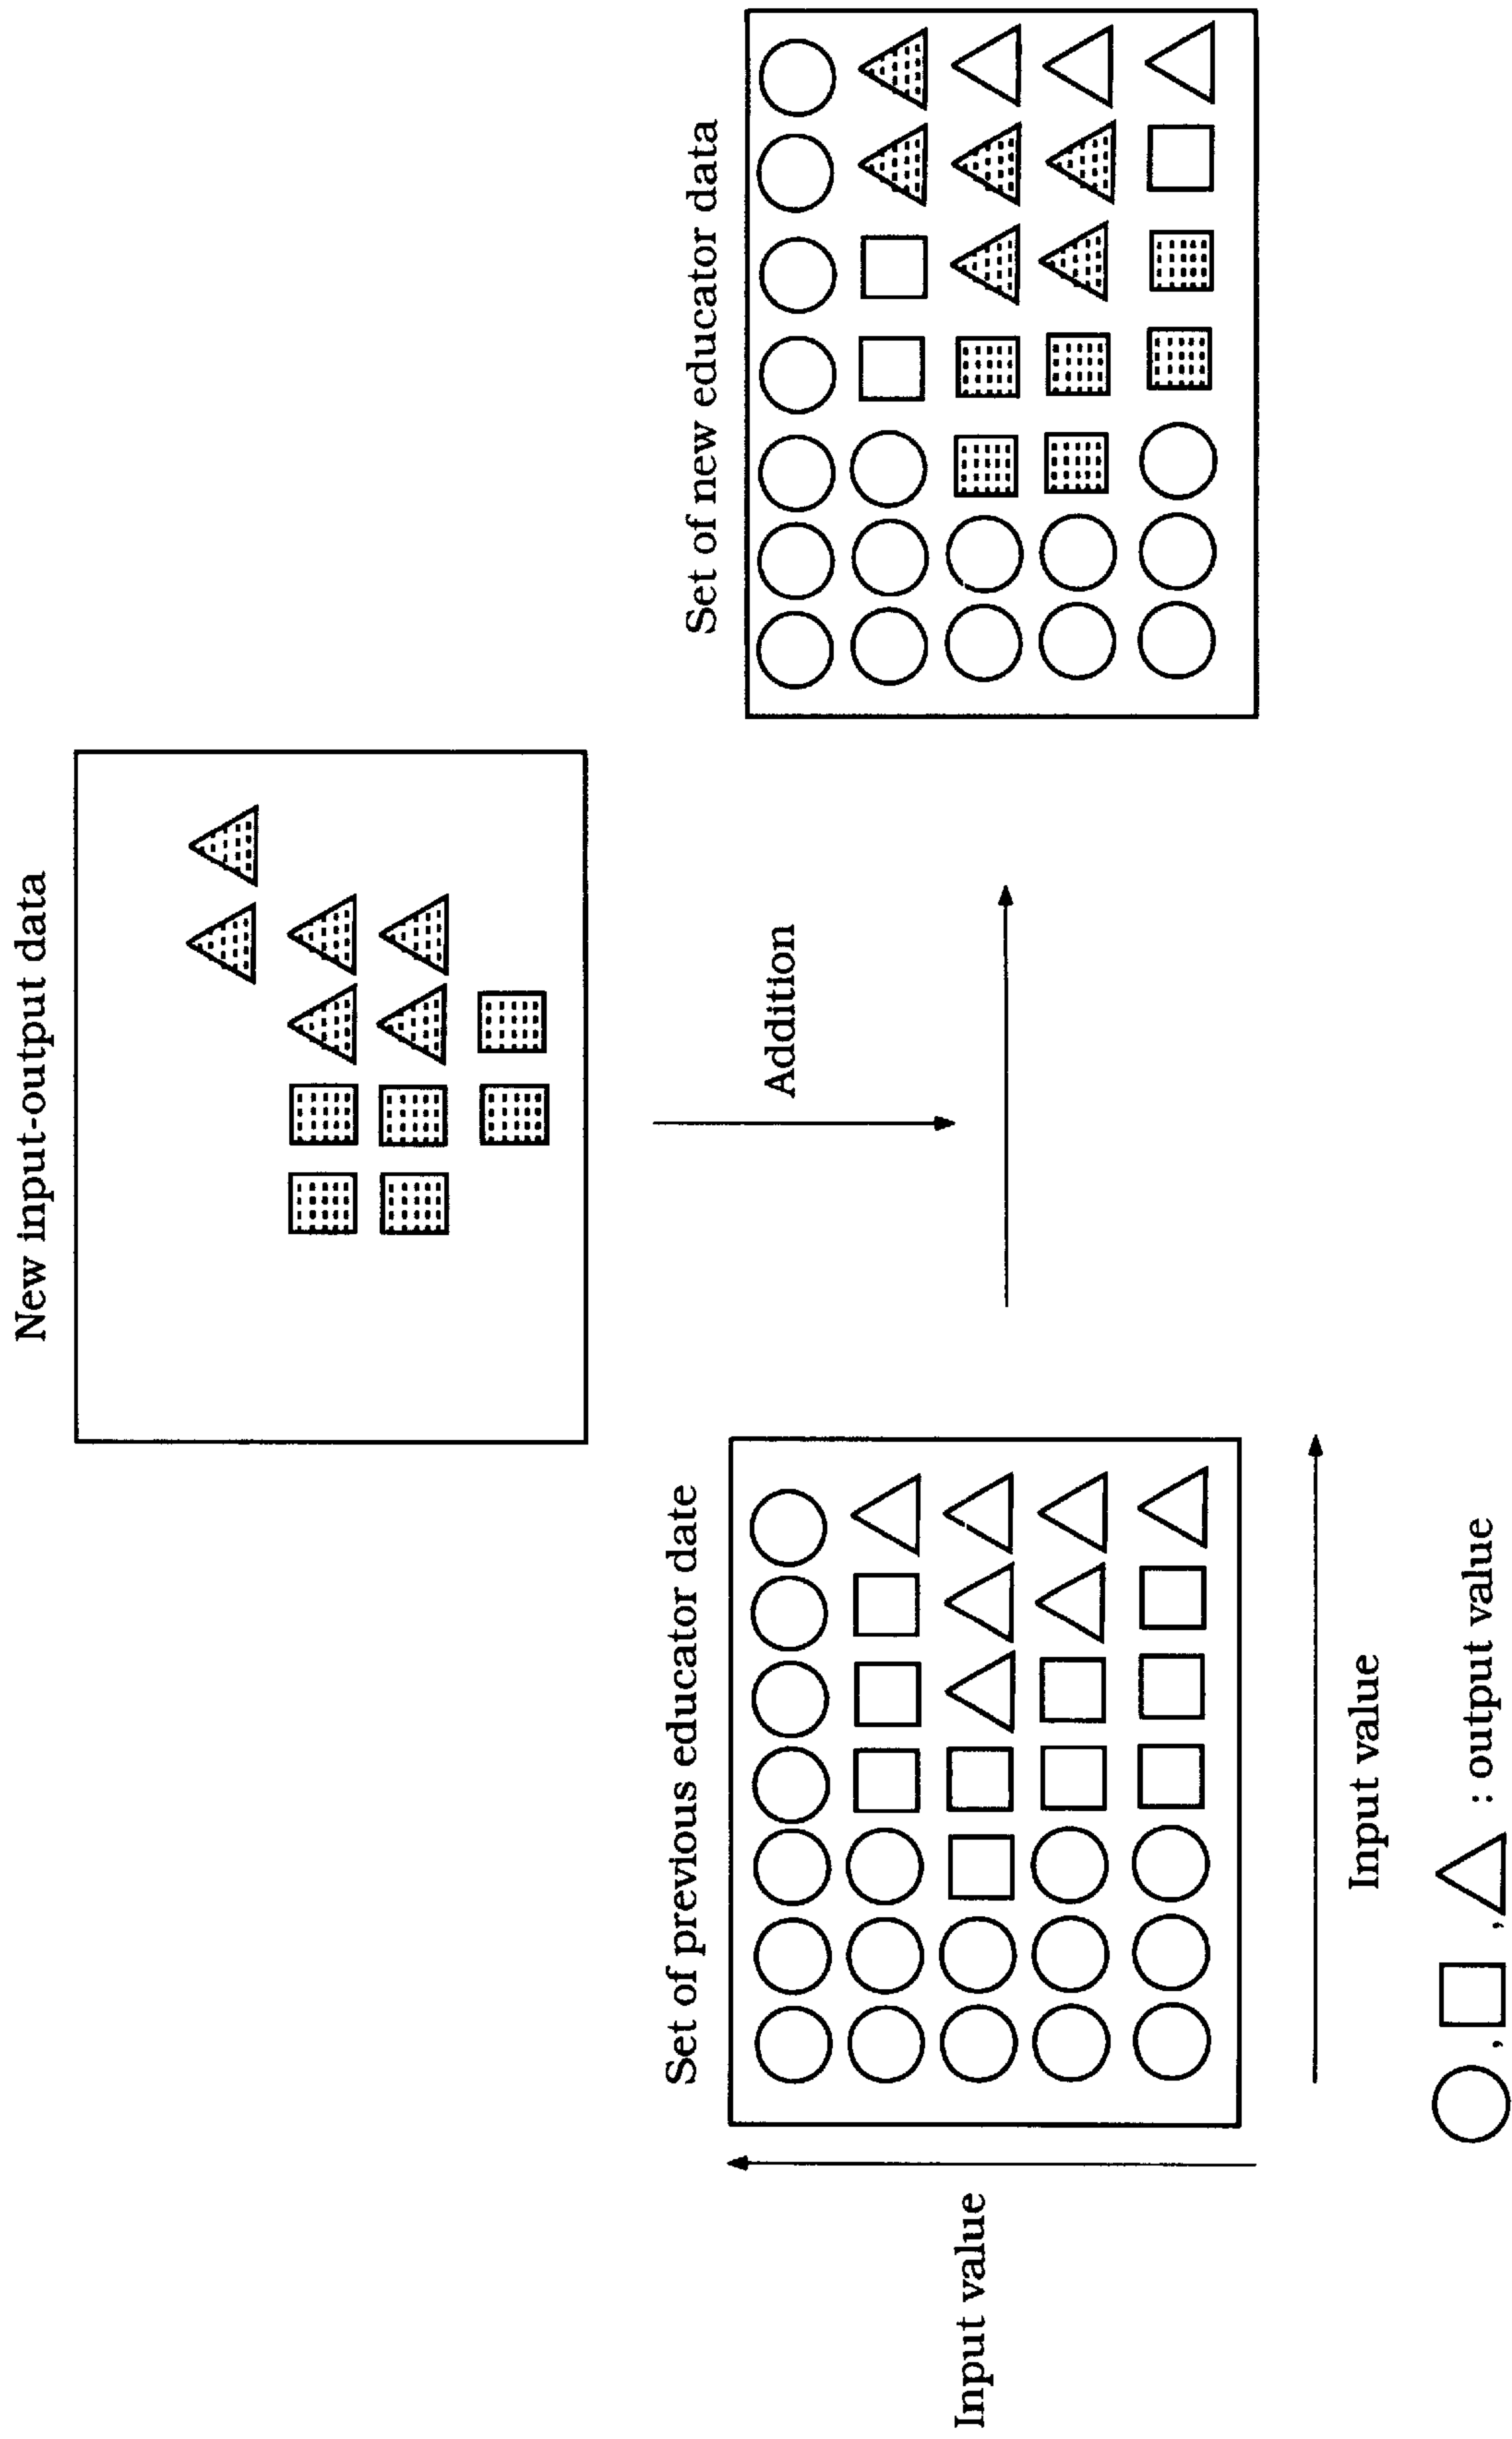 New input-output data
Set of previous educator date
Addition
Set of new educator data
Input value
Input value
, , : output value